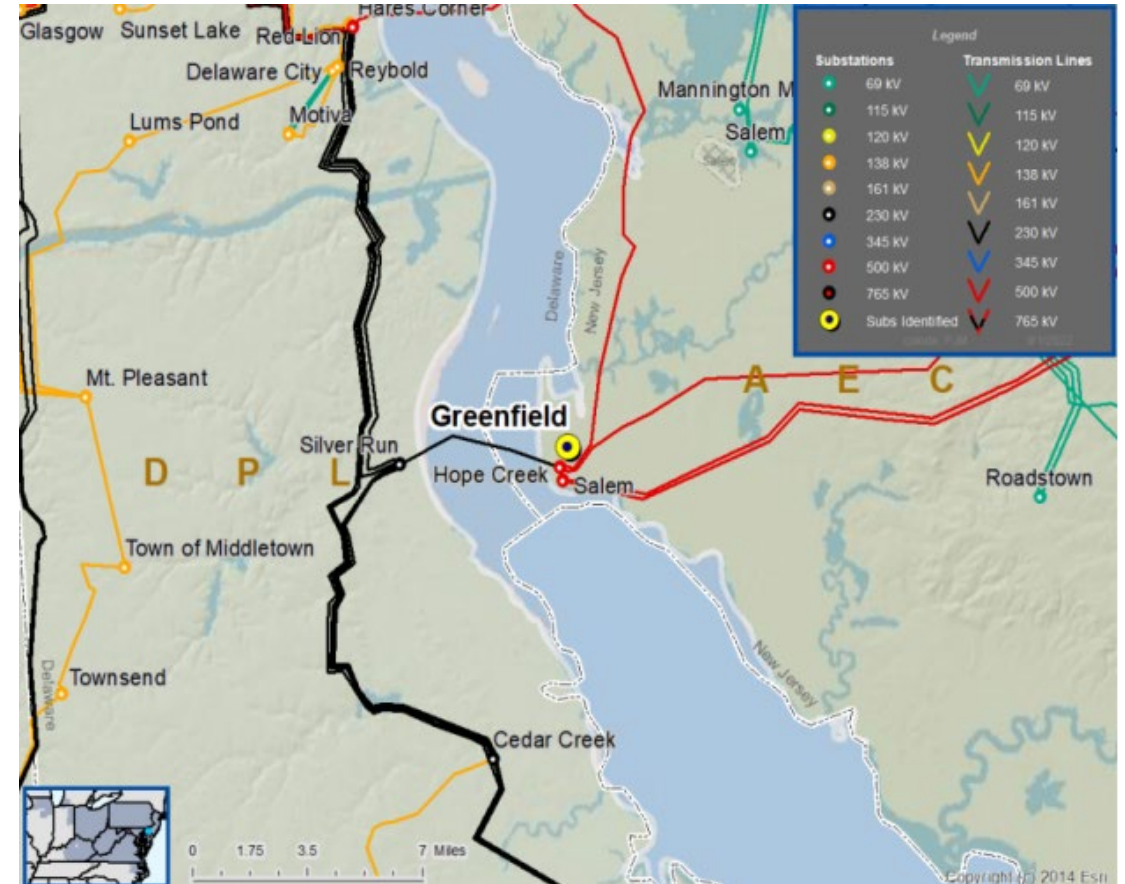 Hares Corner
Glasgow
Sunset Lake
Red Lion
Delaware City
Reybold
Motiva
Lums Pond
Mannington M
Salem
Legend
Substations
Transmission Lines
69 kV
69 kV
115 kV
115 kV
120 kV
120 kV
138 kV
138 kV
161 kV
161 kV
230 kV
230 kV
345 kV
345 kV
500 kV
500 kV
765 kV
Subs Identified
765 kV
Delaware
New Jersey
Mt. Pleasant
A E C
Greenfield
Silver Run
D P L
Hope Creek
Salem
Roadstown
Town of Middletown
Delaware
Townsend
New Jersey
Cedar Creek
0 1.75 3.5 7 Miles
Copyright (c) 2014 Esri